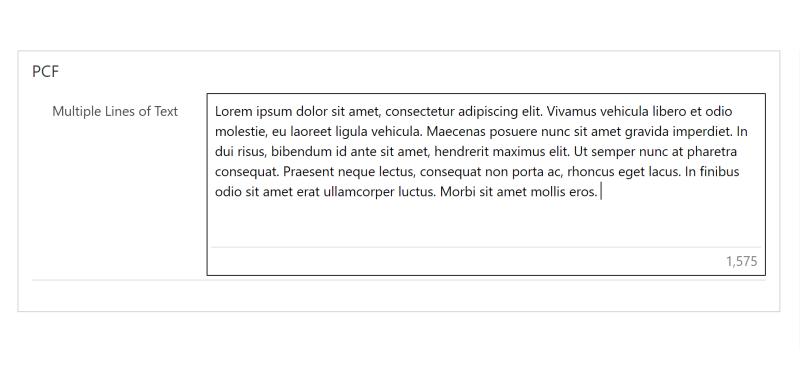 PCF
Multiple Lines of Text
Lorem ipsum dolor sit amet, consectetur adipiscing elit. Vivamus vehicula libero et odio
molestie, eu laoreet ligula vehicula. Maecenas posuere nunc sit amet gravida imperdiet. In
dui risus, bibendum id ante sit amet, hendrerit maximus elit. Ut semper nunc at pharetra
consequat. Praesent neque lectus, consequat non porta ac, rhoncus eget lacus. In finibus
odio sit amet erat ullamcorper luctus. Morbi sit amet mollis eros.
1,575